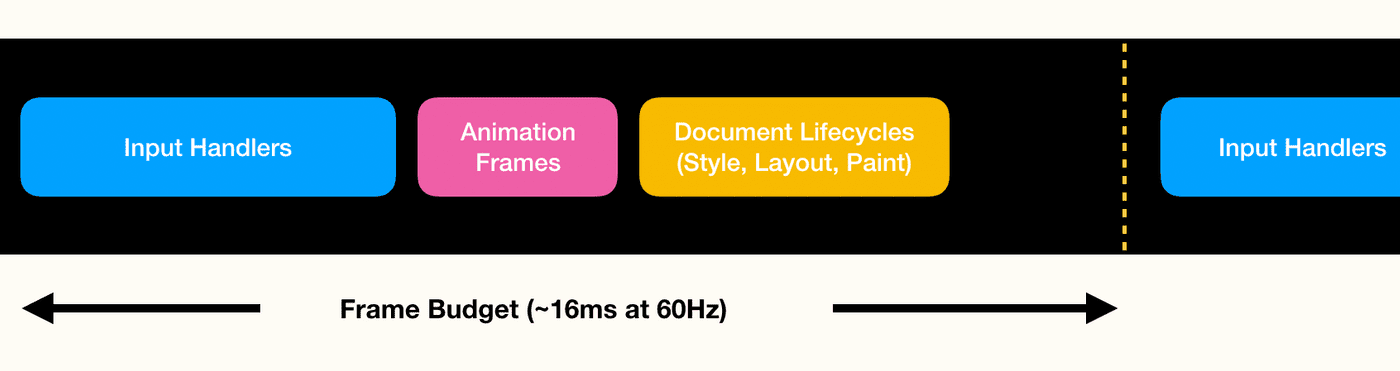 Input Handlers
Animation
Frames
Document Lifecycles
(Style, Layout, Paint)
Input Handlers
Frame Budget (~16ms at 60Hz)